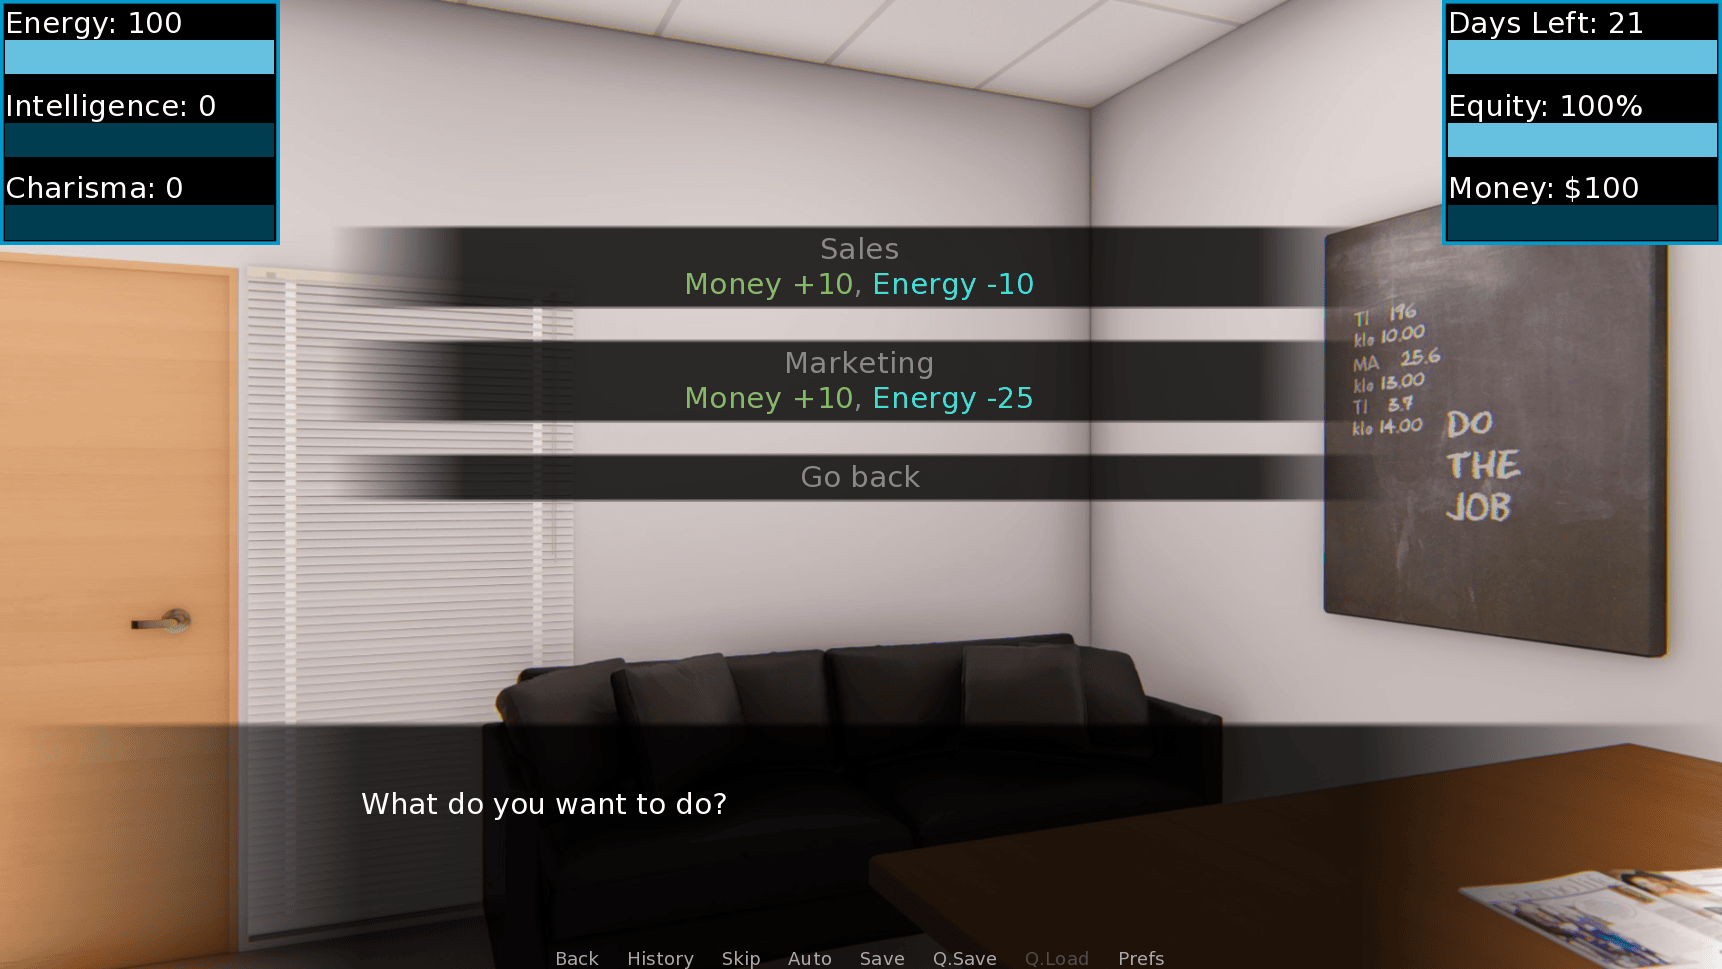 Energy: 100
Intelligence: 0
Charisma: 0
Days Left: 21
Equity: 100%
Money: $100
Sales
Money +10, Energy -10
Marketing
Money +10, Energy -25
Go back
TI 196
klo 10.00
MA 25.6
klo 13.00
TI 3.7
klo 14.00
DO
THE
JOB
What do you want to do?
Back History Skip Auto Save Q.Save Q.Load Prefs